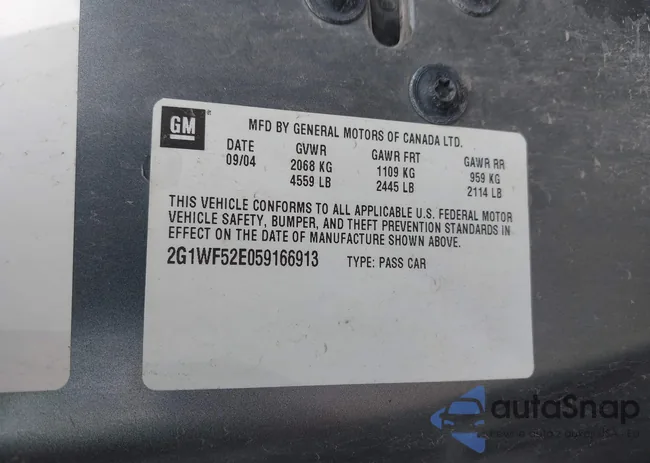 GM
MFD BY GENERAL MOTORS OF CANADA LTD.
DATE GVWR GAWR FRT GAWR RR
09/04 2068 KG 1109 KG 959 KG
4559 LB 2445 LB 2114 LB
THIS VEHICLE CONFORMS TO ALL APPLICABLE U.S. FEDERAL MOTOR
VEHICLE SAFETY, BUMPER, AND THEFT PREVENTION STANDARDS IN
EFFECT ON THE DATE OF MANUFACTURE SHOWN ABOVE.
2G1WF52E059166913 TYPE: PASS CAR
autoSnap